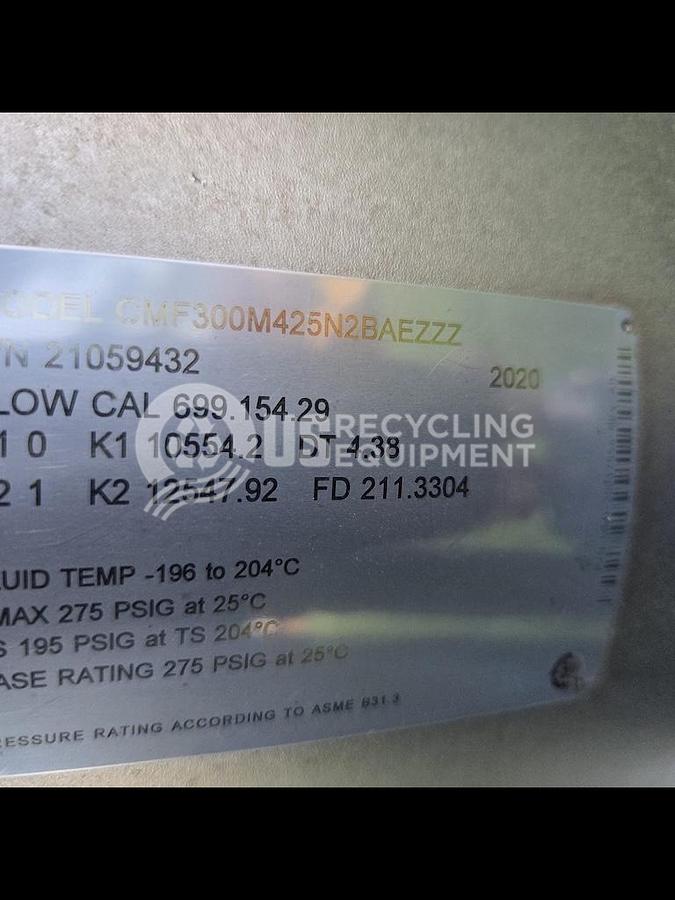 ODEL CMF300M425N2BAEZZZ
/N 21059432 2020
LOW CAL 699.154.29
1 0 K1 10554.2 DT 4.38
2 1 K2 12547.92 FD 211.3304
US RECYCLING
EQUIPMENT
UID TEMP -196 to 204°C
MAX 275 PSIG at 25°C
S 195 PSIG at TS 204°C
ASE RATING 275 PSIG at 25°C
RESSURE RATING ACCORDING TO ASME B31.3